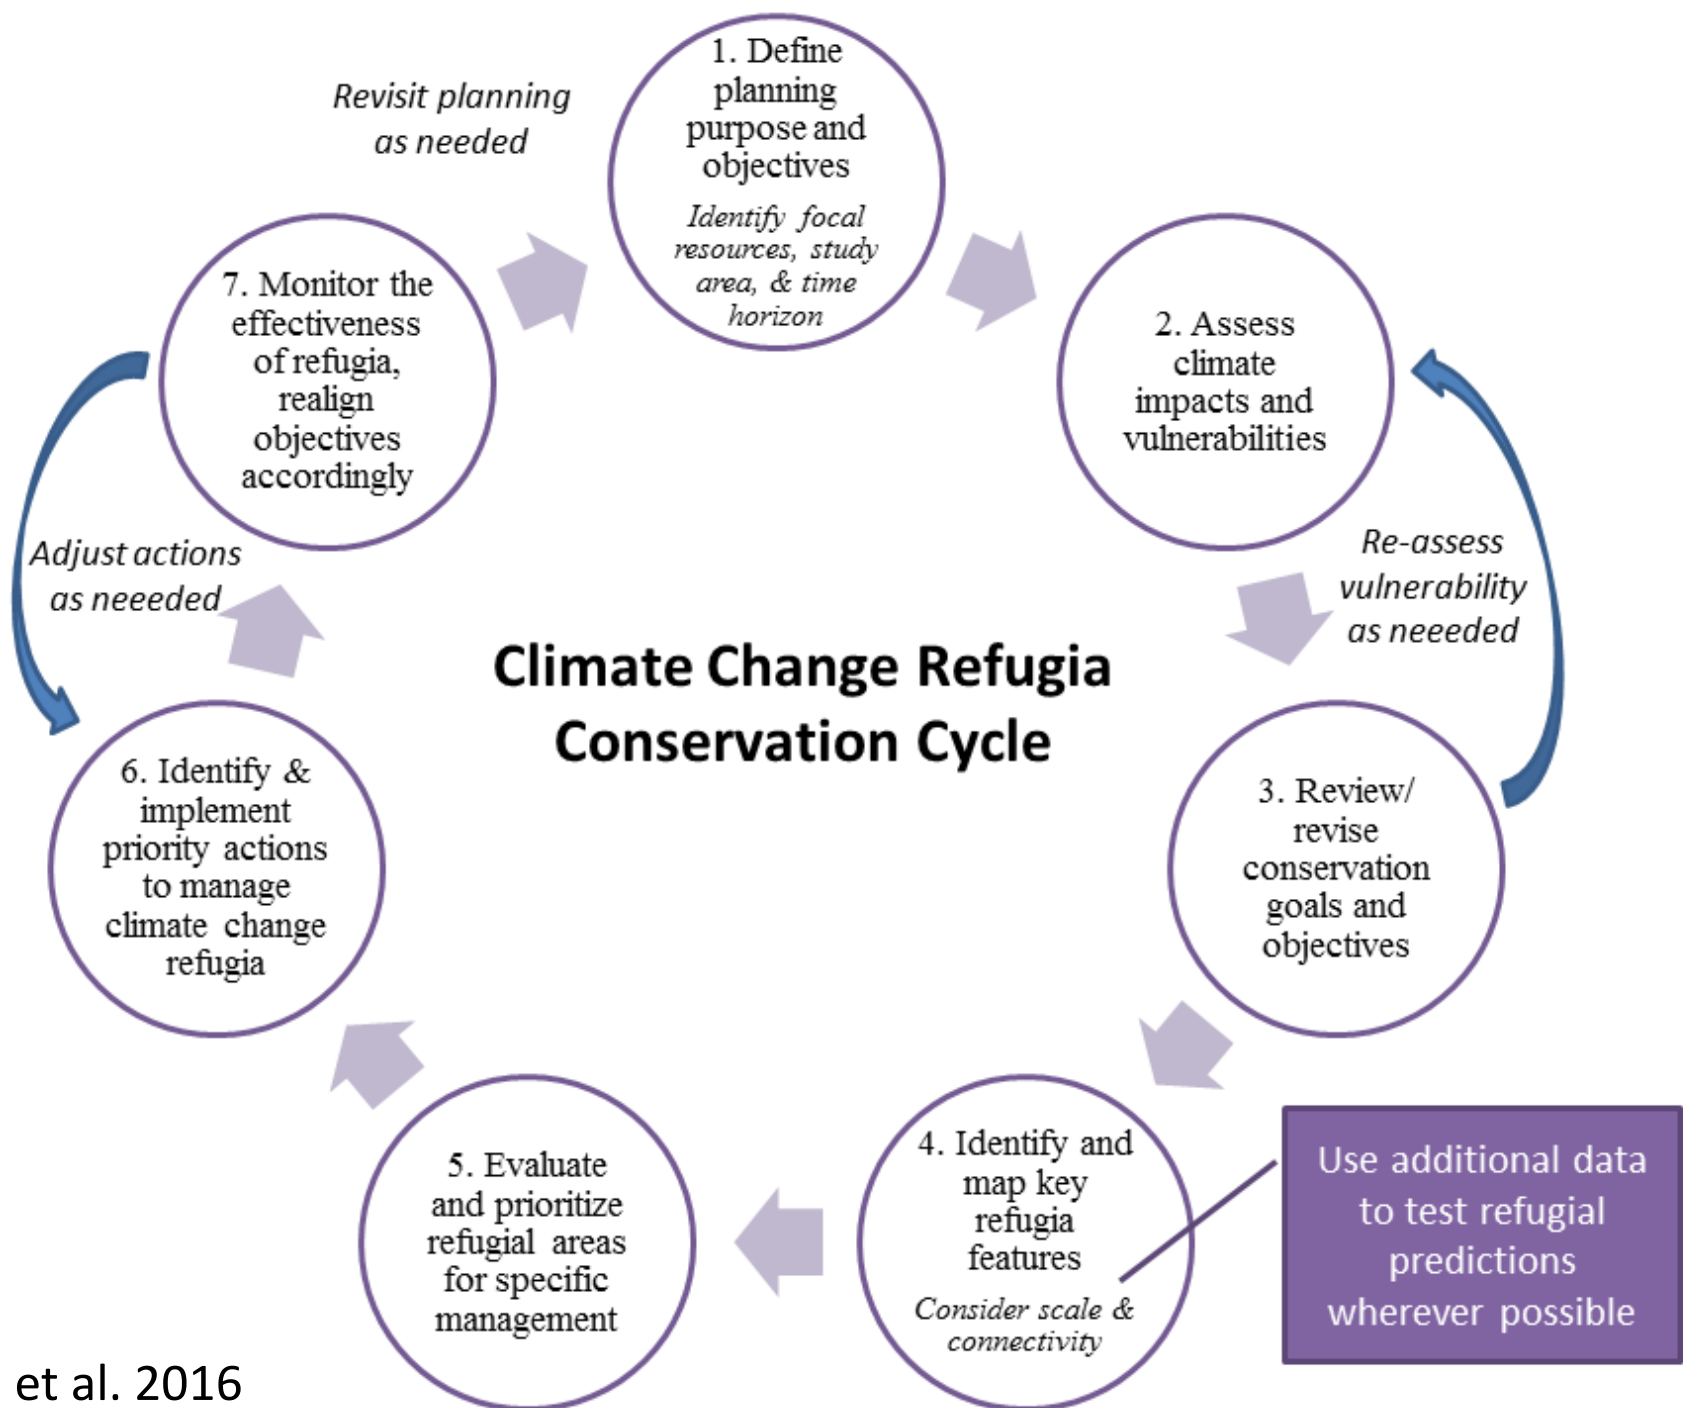 1. Define
planning
purpose and
objectives
Identify focal
resources, study
area, & time
horizon
2. Assess
climate
impacts and
vulnerabilities
Re-assess
vulnerability
as neeeded
3. Review/
revise
conservation
goals and
objectives
4. Identify and
map key
refugia
features
Consider scale &
connectivity
Use additional data
to test refugial
predictions
wherever possible
5. Evaluate
and prioritize
refugial areas
for specific
management
6. Identify &
implement
priority actions
to manage
climate change
refugia
Adjust actions
as neeeded
7. Monitor the
effectiveness
of refugia,
realign
objectives
accordingly
Revisit planning
as needed
Climate Change Refugia
Conservation Cycle
et al. 2016